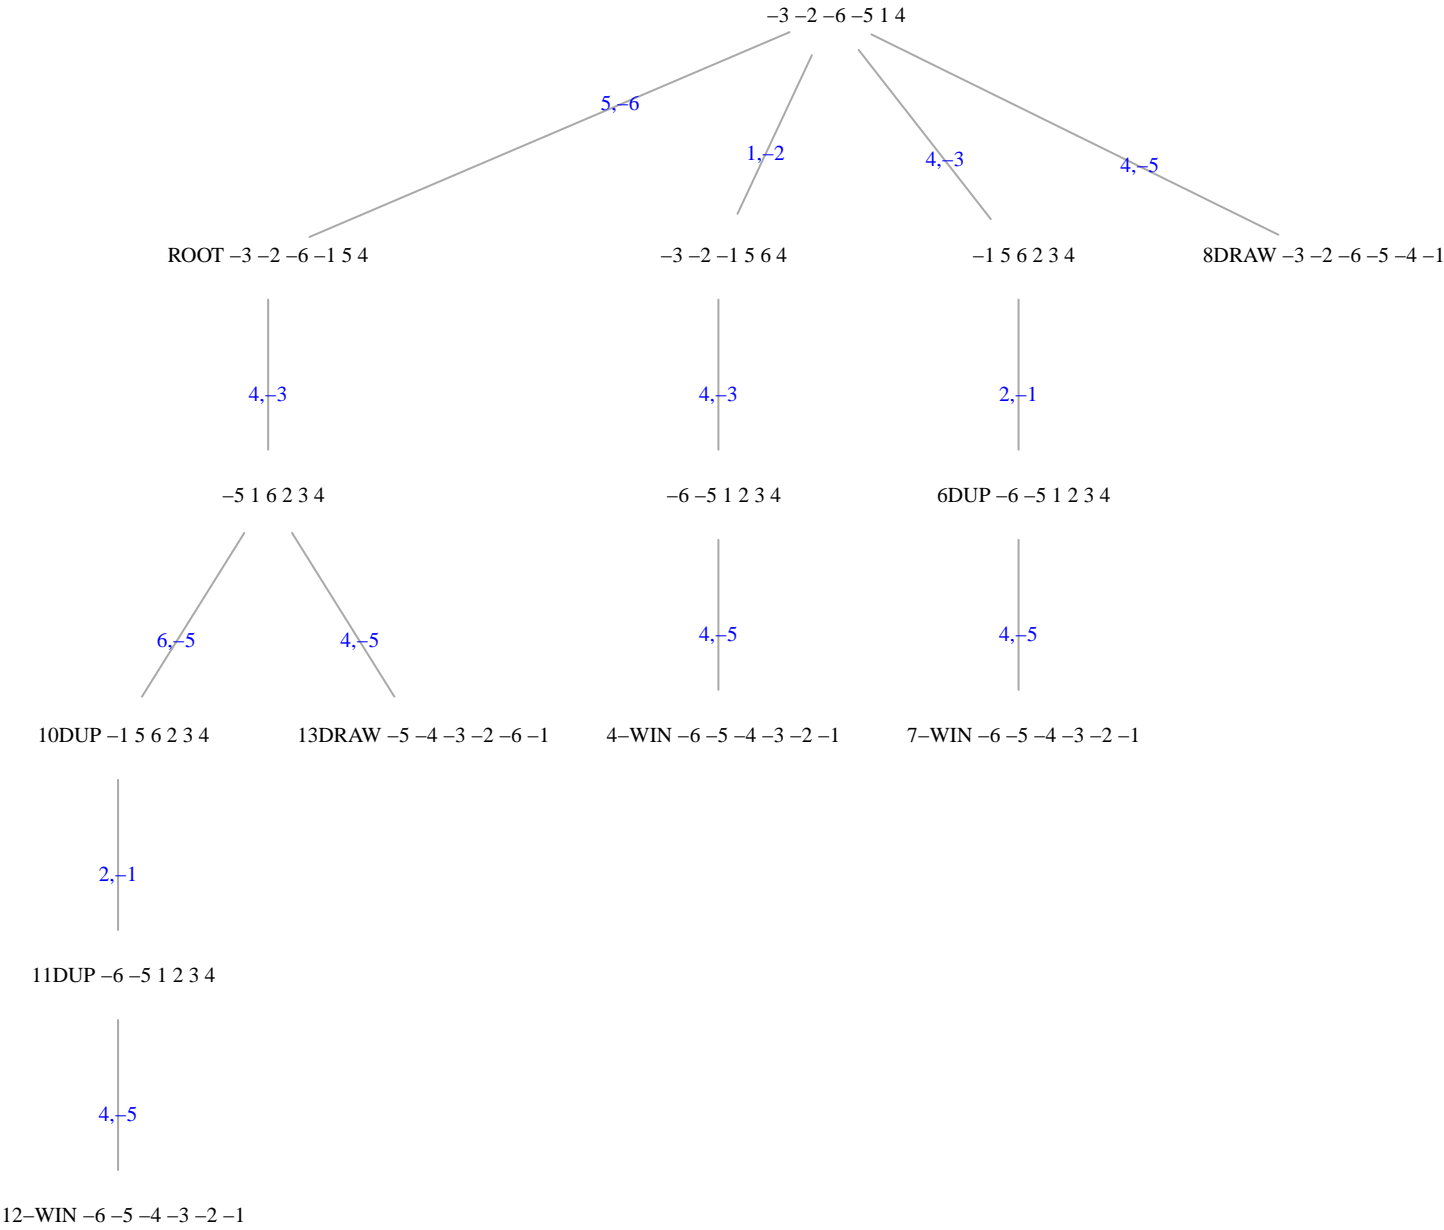 –3 –2 –6 –5 1 4
5,–6
1,–2
4,–3
4,–5
ROOT –3 –2 –6 –1 5 4
–3 –2 –1 5 6 4
–1 5 6 2 3 4
8DRAW –3 –2 –6 –5 –4 –1
4,–3
4,–3
2,–1
–5 1 6 2 3 4
–6 –5 1 2 3 4
6DUP –6 –5 1 2 3 4
6,–5
4,–5
4,–5
4,–5
10DUP –1 5 6 2 3 4
13DRAW –5 –4 –3 –2 –6 –1
4–WIN –6 –5 –4 –3 –2 –1
7–WIN –6 –5 –4 –3 –2 –1
2,–1
11DUP –6 –5 1 2 3 4
4,–5
12–WIN –6 –5 –4 –3 –2 –1